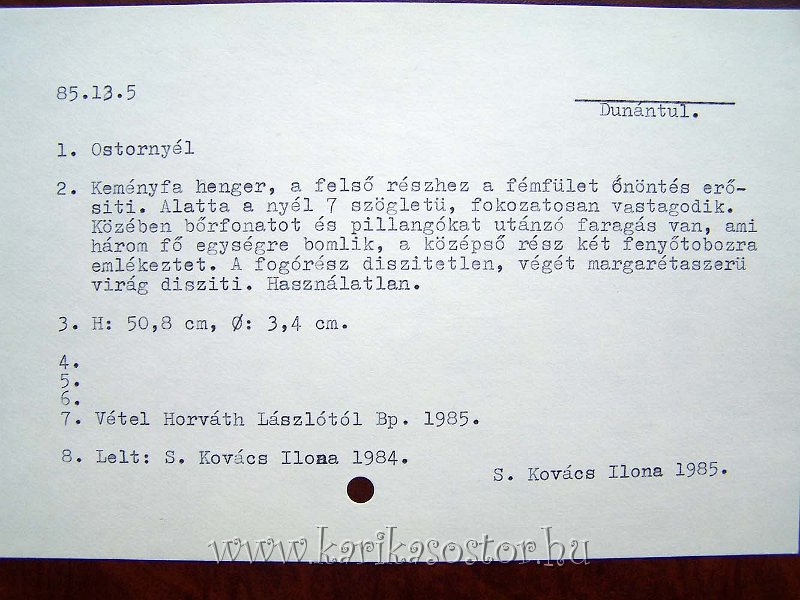 85.13.5
Dunántul.
1. Ostornyél
2. Keményfa henger, a felső részhez a fémfület ónöntés erő-
siti. Alatta a nyél 7 szögletü, fokozatosan vastagodik.
Közében bőrfonatot és pillangókat utánzó faragás van, ami
három fő egységre bomlik, a középső rész két fenyőtobozra
emlékeztet. A fogórész diszitetlen, végét margarétaszerü
virág disziti. Használatlan.
3. H: 50,8 cm, Ø: 3,4 cm.
4.
5.
6.
7. Vétel Horváth Lászlótól Bp. 1985.
8. Lelt: S. Kovács Ilona 1984.
S. Kovács Ilona 1985.
www.karikasostor.hu